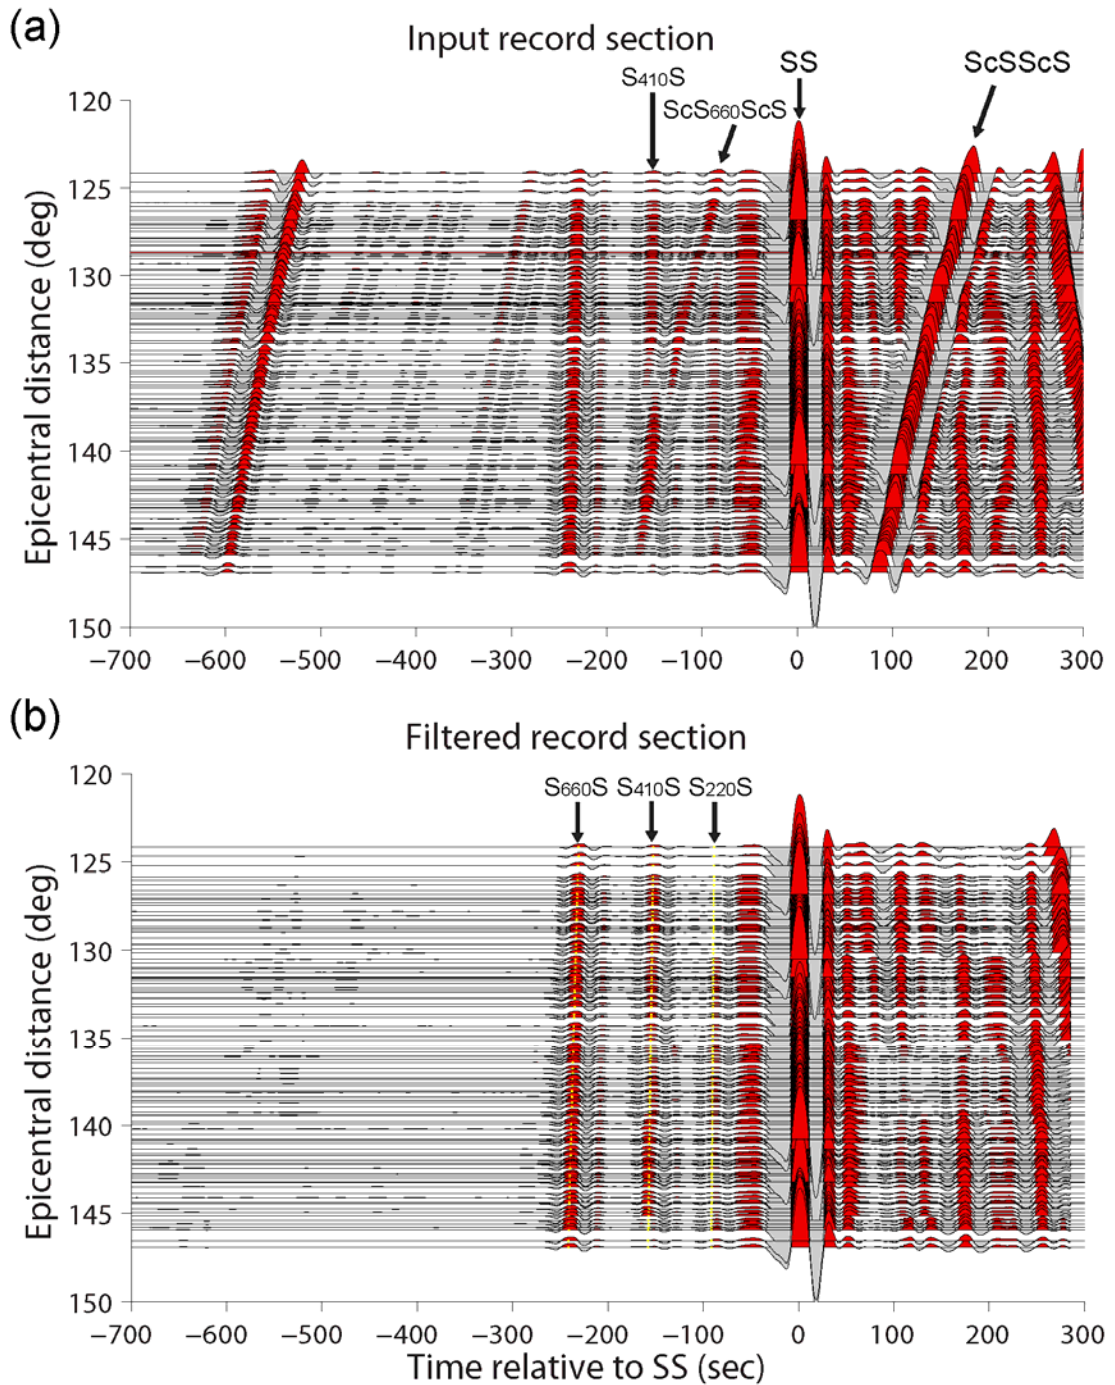 (a)
Input record section
S410S
ScS660ScS
SS
ScSScS
Epicentral distance (deg)
120
125
130
135
140
145
150
−700 −600 −500 −400 −300 −200 −100 0 100 200 300
(b)
Filtered record section
S660S S410S S220S
Epicentral distance (deg)
120
125
130
135
140
145
150
−700 −600 −500 −400 −300 −200 −100 0 100 200 300
Time relative to SS (sec)